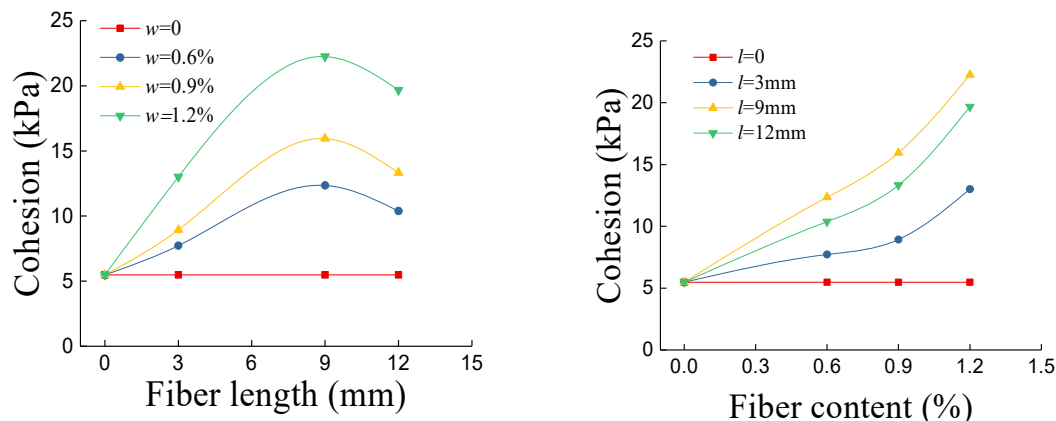 Cohesion (kPa)
25
20
15
10
5
0
w=0
w=0.6%
w=0.9%
w=1.2%
0 3 6 9 12 15
Fiber length (mm)
Cohesion (kPa)
25
20
15
10
5
0
l=0
l=3mm
l=9mm
l=12mm
0.0 0.3 0.6 0.9 1.2 1.5
Fiber content (%)